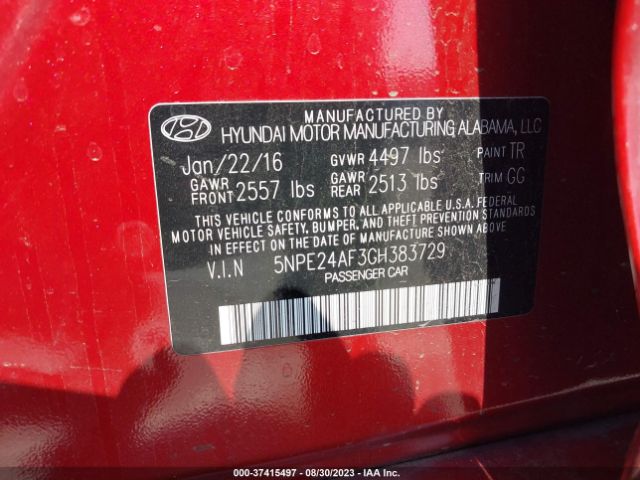 MANUFACTURED BY
HYUNDAI MOTOR MANUFACTURING ALABAMA, LLC
Jan/22/16 GVWR 4497 lbs PAINT TR
GAWR FRONT 2557 lbs GAWR REAR 2513 lbs TRIM GG
THIS VEHICLE CONFORMS TO ALL APPLICABLE U.S.A. FEDERAL
MOTOR VEHICLE SAFETY, BUMPER, AND THEFT PREVENTION STANDARDS
IN EFFECT ON THE DATE OF MANUFACTURE SHOWN ABOVE
V.I.N 5NPE24AF3GH383729
PASSENGER CAR
000-37415497 - 08/30/2023 - IAA Inc.